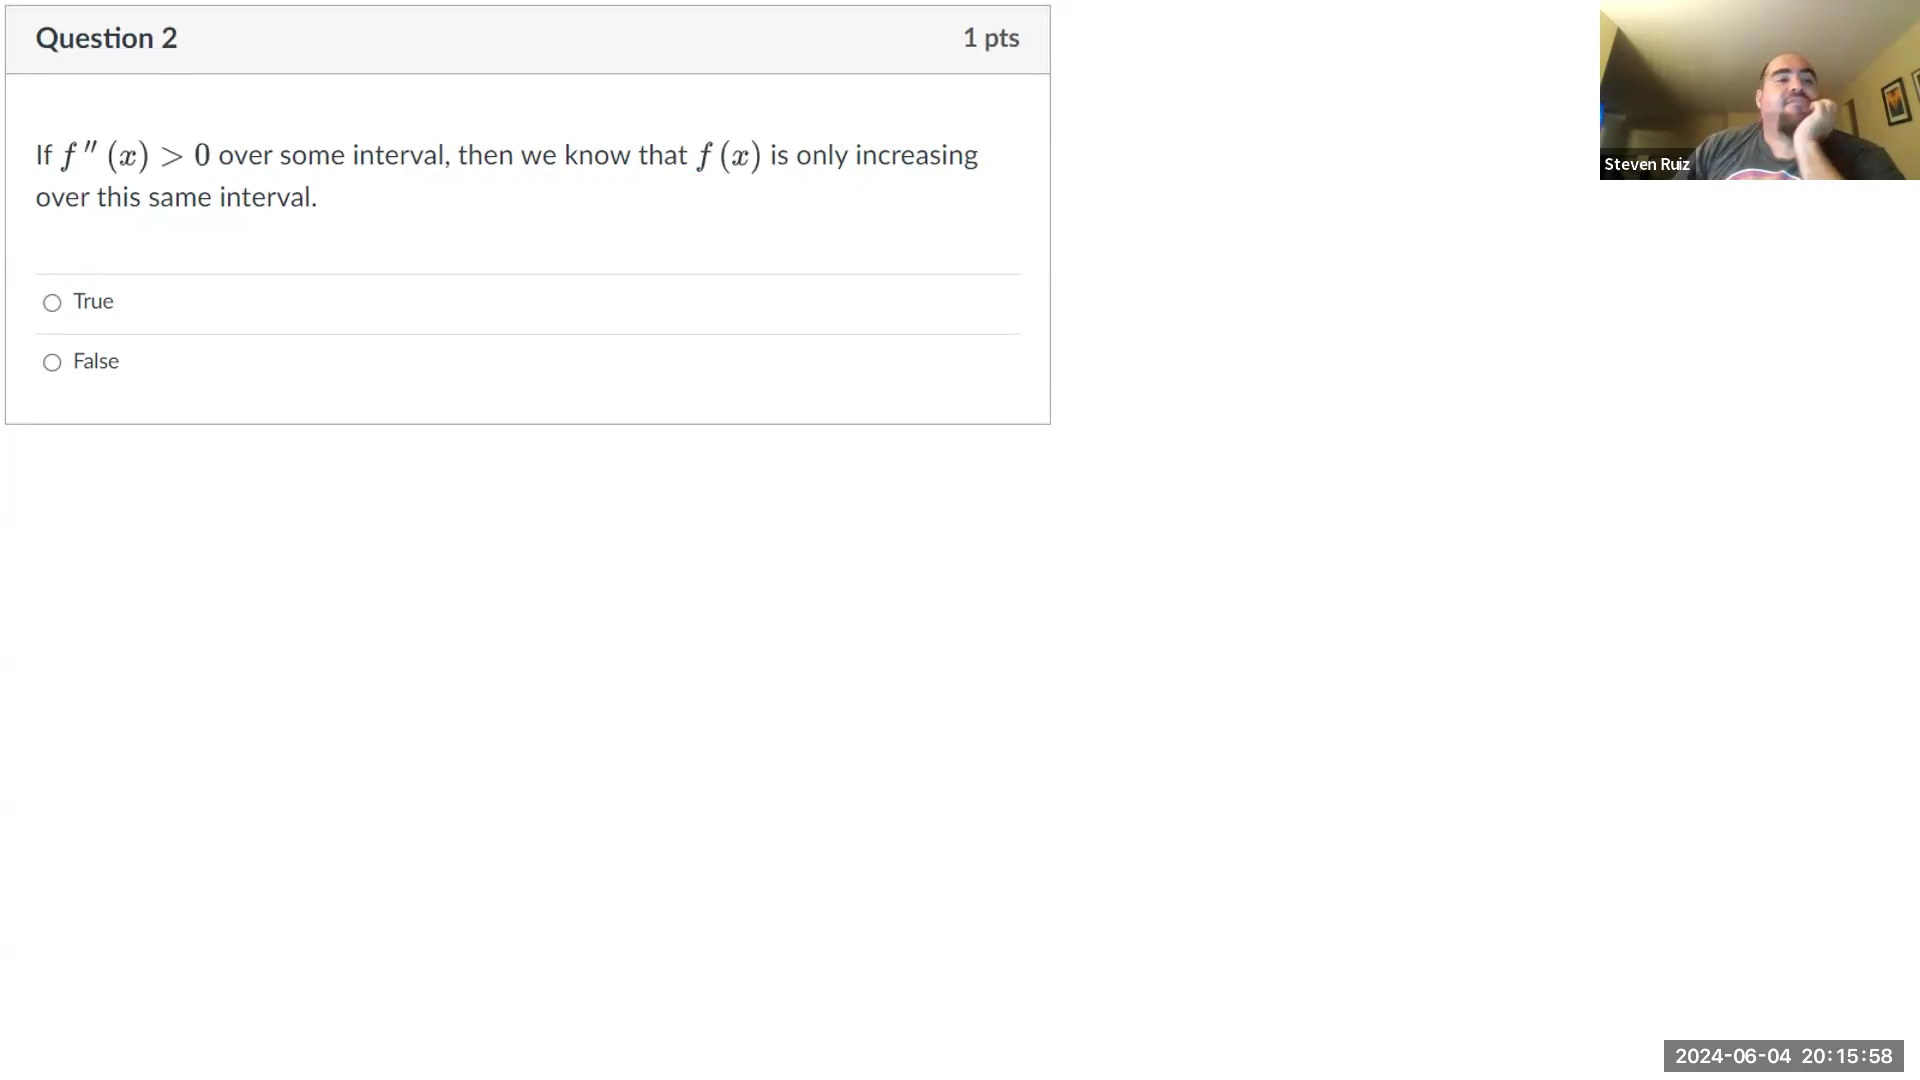 Question 2
1 pts
If f ″ (x) > 0 over some interval, then we know that f (x) is only increasing
over this same interval.
True
False
Steven Ruiz
2024-06-04 20:15:58